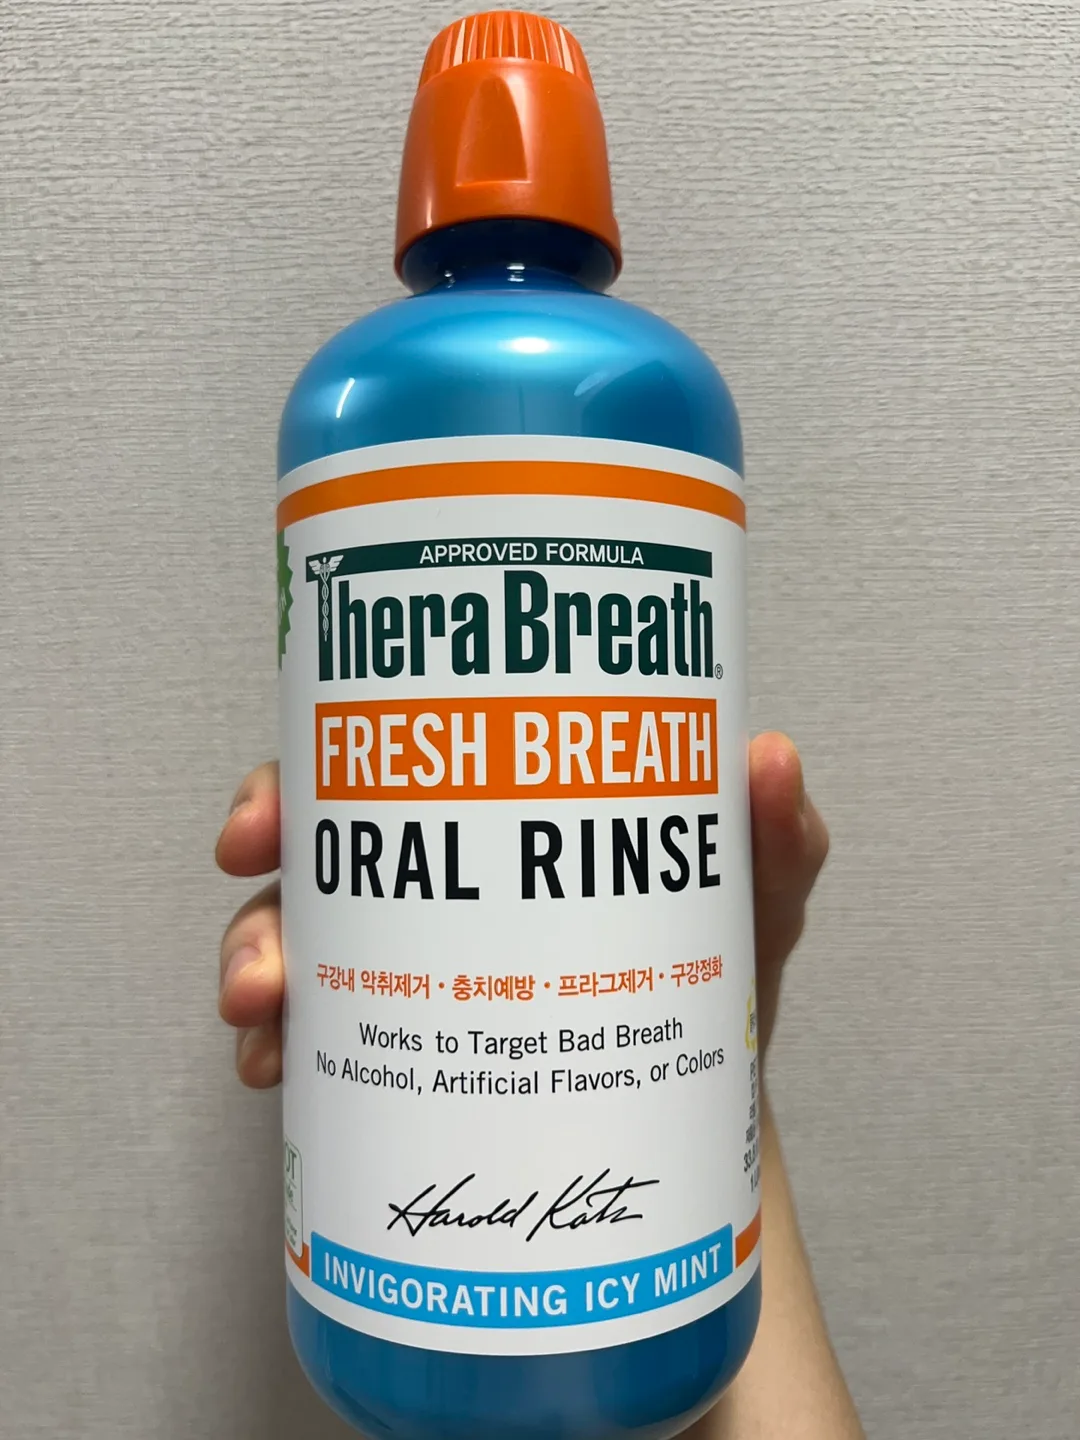 APPROVED FORMULA
TheraBreath®
FRESH BREATH
ORAL RINSE
구강내 악취제거 · 충치예방 · 프라그제거 · 구강정화
Works to Target Bad Breath
No Alcohol, Artificial Flavors, or Colors
Harold Katz
INVIGORATING ICY MINT